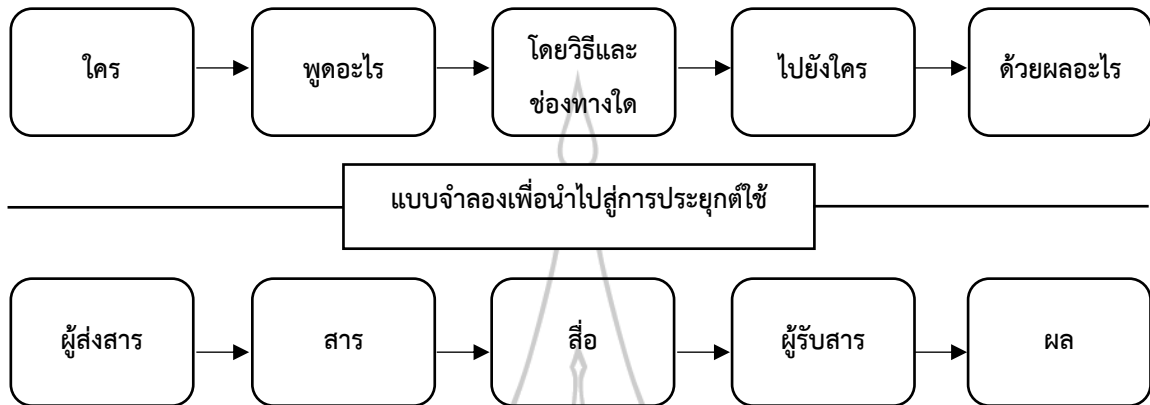 ใคร
พูดอะไร
โดยวิธีและ
ช่องทางใด
ไปยังใคร
ด้วยผลอะไร
แบบจำลองเพื่อนำไปสู่การประยุกต์ใช้
ผู้ส่งสาร
สาร
สื่อ
ผู้รับสาร
ผล